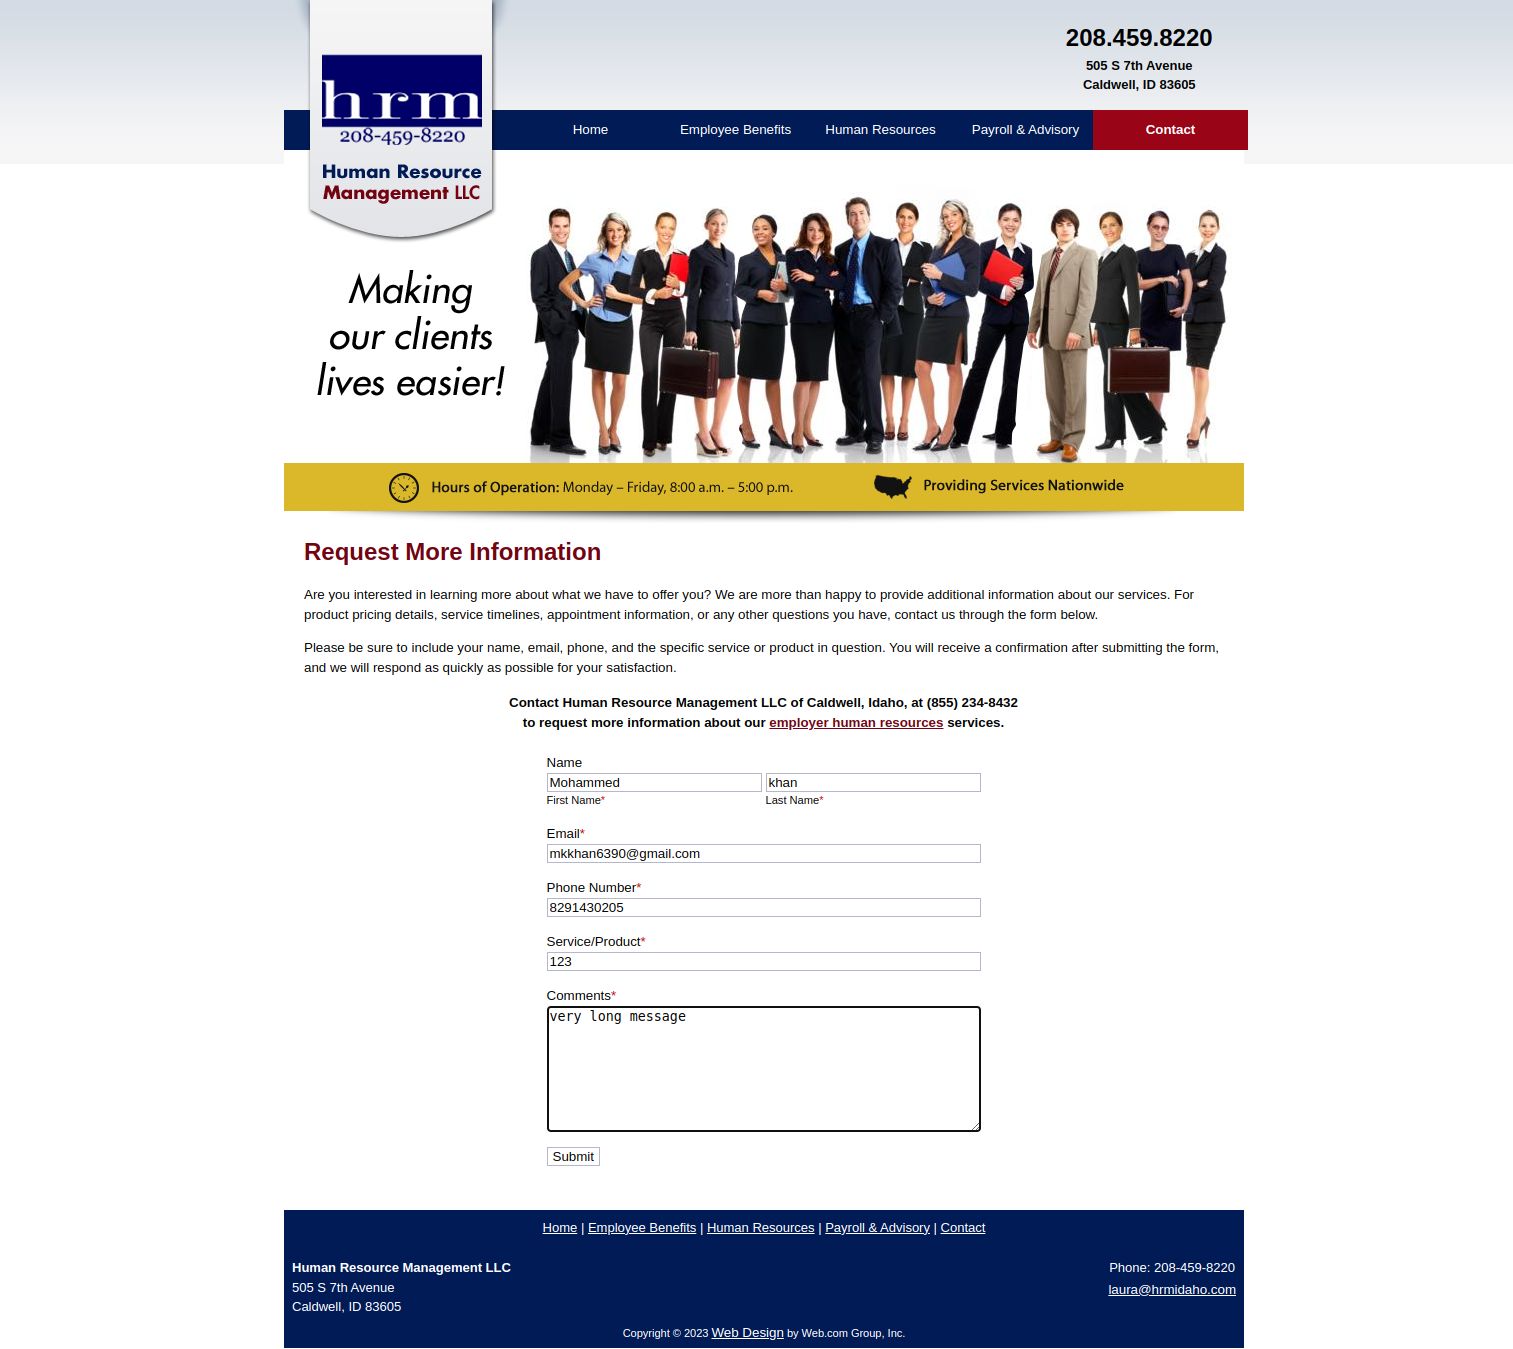 208.459.8220
505 S 7th Avenue
Caldwell, ID 83605
hrm
208-459-8220
Human Resource
Management LLC
Home
Employee Benefits
Human Resources
Payroll & Advisory
Contact
Making
our clients
lives easier!
Hours of Operation: Monday – Friday, 8:00 a.m. – 5:00 p.m.
Providing Services Nationwide
Request More Information
Are you interested in learning more about what we have to offer you? We are more than happy to provide additional information about our services. For
product pricing details, service timelines, appointment information, or any other questions you have, contact us through the form below.
Please be sure to include your name, email, phone, and the specific service or product in question. You will receive a confirmation after submitting the form,
and we will respond as quickly as possible for your satisfaction.
Contact Human Resource Management LLC of Caldwell, Idaho, at (855) 234-8432
to request more information about our employer human resources services.
Name
Mohammed
khan
First Name*
Last Name*
Email*
mkkhan6390@gmail.com
Phone Number*
8291430205
Service/Product*
123
Comments*
very long message
Submit
Home | Employee Benefits | Human Resources | Payroll & Advisory | Contact
Human Resource Management LLC
505 S 7th Avenue
Caldwell, ID 83605
Phone: 208-459-8220
laura@hrmidaho.com
Copyright © 2023 Web Design by Web.com Group, Inc.